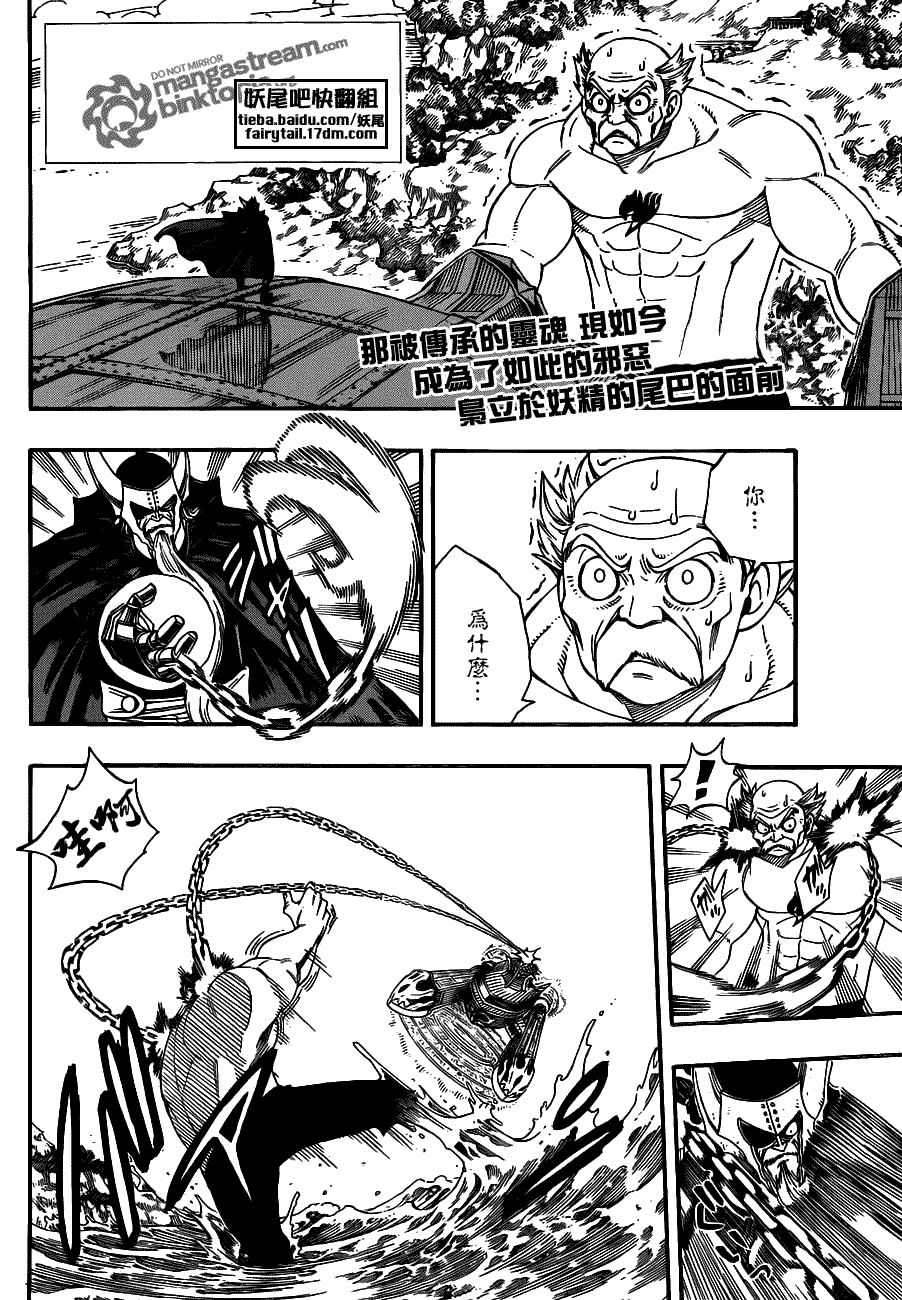 DO NOT MIRROR
mangastream.com
妖尾吧快翻組
tieba.baidu.com/妖尾
fairytail.17dm.com
那被傳承的靈魂 現如今
成為了如此的邪惡
梟立於妖精的尾巴的面前
你…
為什麼…
!
哇啊